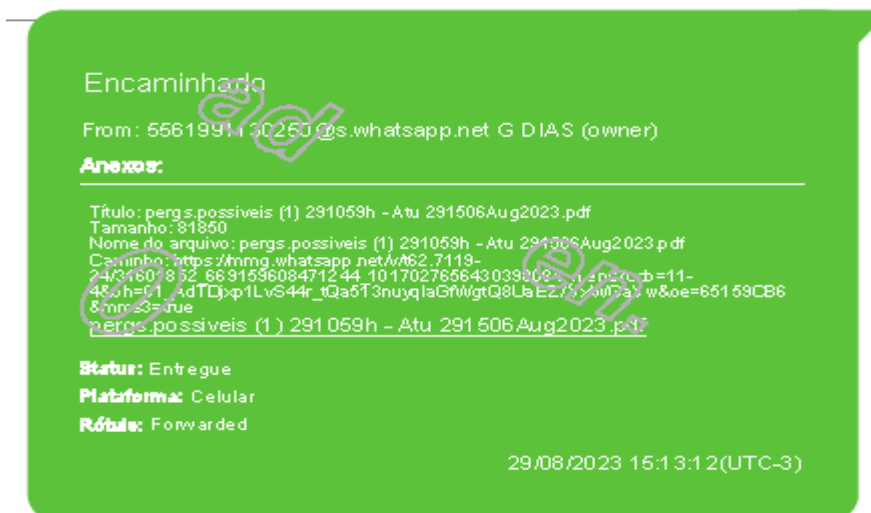 Encaminhado
From: @s.whatsapp.net G DIAS (owner)
Anexos:
Título: pergs.possiveis (1) 291059h - Atu 291506Aug2023.pdf
Tamanho: 81850
Nome do arquivo: pergs.possiveis (1) 291059h - Atu 291506Aug2023.pdf
Caminho: https://mmg.whatsapp.net/v/t62.7119-
&mms3=true
pergs.possiveis (1) 291059h - Atu 291506Aug2023.pdf
Status: Entregue
Plataforma: Celular
Rótulo: Forwarded
29/08/2023 15:13:12(UTC-3)